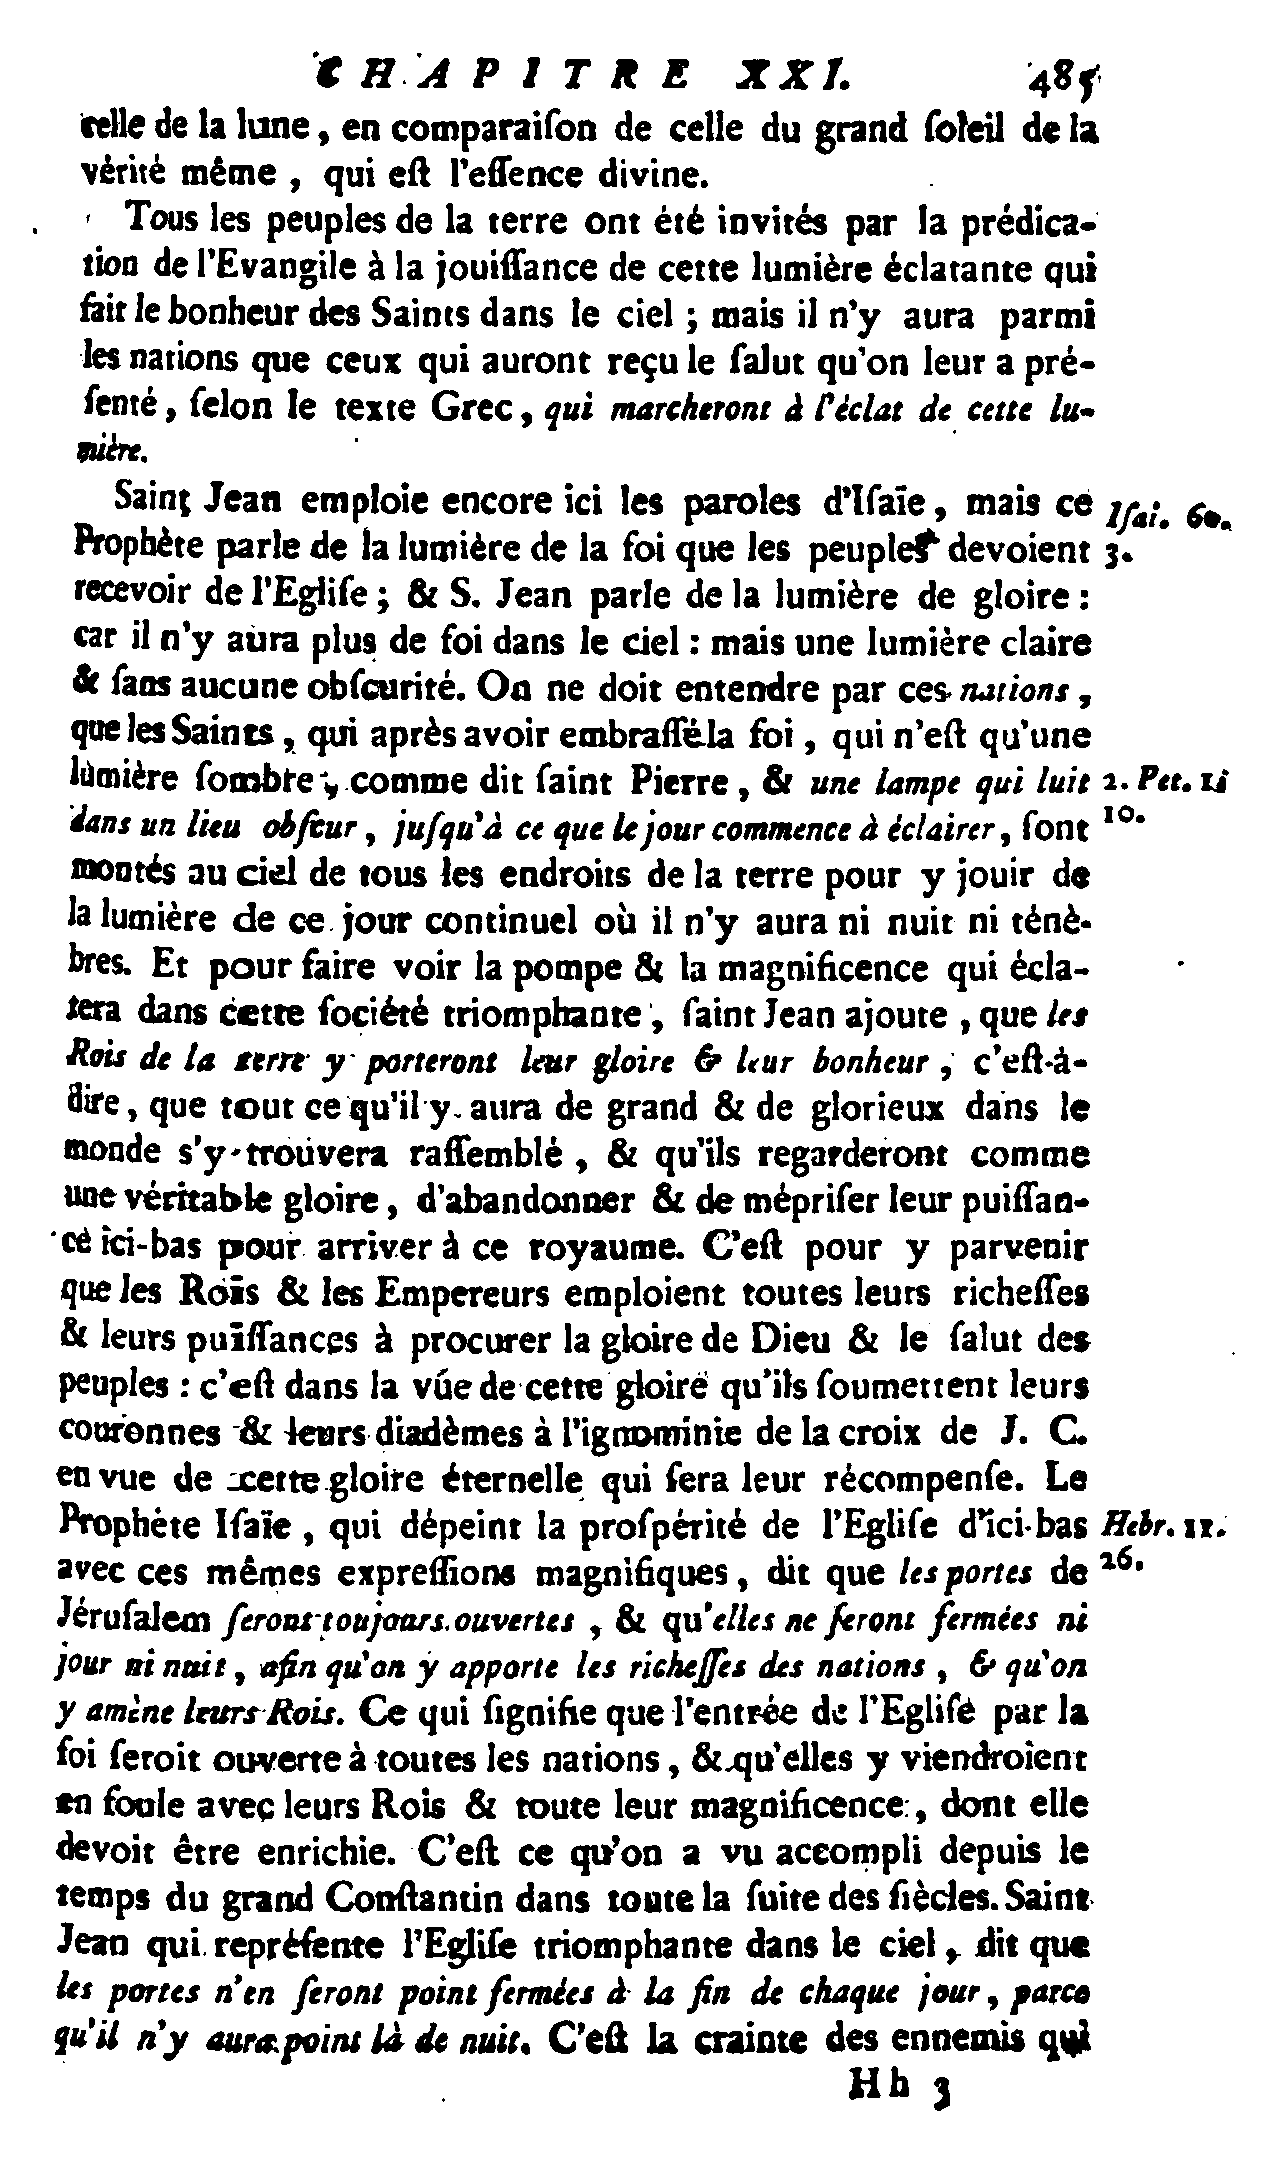 CHAPITRE XXI. 485
celle de la lune, en comparaiſon de celle du grand ſoleil de la
vérité même, qui eſt l'eſſence divine.
Tous les peuples de la terre ont été invités par la prédica-
tion de l'Evangile à la jouiſſance de cette lumière éclatante qui
fait le bonheur des Saints dans le ciel ; mais il n'y aura parmi
les nations que ceux qui auront reçu le ſalut qu'on leur a pré-
ſenté, ſelon le texte Grec, qui marcheront à l'éclat de cette lu-
mière.
Saint Jean emploie encore ici les paroles d'Iſaïe, mais ce Iſai. 60.
Prophète parle de la lumière de la foi que les peuples devoient 3.
recevoir de l'Egliſe ; & S. Jean parle de la lumière de gloire :
car il n'y aura plus de foi dans le ciel : mais une lumière claire
& ſans aucune obſcurité. On ne doit entendre par ces nations,
que les Saints, qui après avoir embraſſé la foi, qui n'eſt qu'une
lumière ſombre, comme dit ſaint Pierre, & une lampe qui luit 2. Pet. 1.
dans un lieu obſcur, juſqu'à ce que le jour commence à éclairer, ſont 10.
montés au ciel de tous les endroits de la terre pour y jouir de
la lumière de ce jour continuel où il n'y aura ni nuit ni ténè-
bres. Et pour faire voir la pompe & la magnificence qui écla-
tera dans cette ſociété triomphante, ſaint Jean ajoute, que les
Rois de la terre y porteront leur gloire & leur bonheur, c'eſt-à-
dire, que tout ce qu'il y aura de grand & de glorieux dans le
monde s'y trouvera raſſemblé, & qu'ils regarderont comme
une véritable gloire, d'abandonner & de mépriſer leur puiſſan-
ce ici-bas pour arriver à ce royaume. C'eſt pour y parvenir
que les Rois & les Empereurs emploient toutes leurs richeſſes
& leurs puiſſances à procurer la gloire de Dieu & le ſalut des
peuples : c'eſt dans la vûe de cette gloire qu'ils ſoumettent leurs
couronnes & leurs diadèmes à l'ignominie de la croix de J. C.
en vue de cette gloire éternelle qui ſera leur récompenſe. Le
Prophète Iſaïe, qui dépeint la proſpérité de l'Egliſe d'ici-bas Hebr. 11.
avec ces mêmes expreſſions magnifiques, dit que les portes de 26.
Jéruſalem ſeront toujours ouvertes, & qu'elles ne ſeront fermées ni
jour ni nuit, afin qu'on y apporte les richeſſes des nations, & qu'on
y amène leurs Rois. Ce qui ſignifie que l'entrée de l'Egliſe par la
foi ſeroit ouverte à toutes les nations, & qu'elles y viendroient
en foule avec leurs Rois & toute leur magnificence, dont elle
devoit être enrichie. C'eſt ce qu'on a vu accompli depuis le
temps du grand Conſtantin dans toute la ſuite des ſiècles. Saint
Jean qui repréſente l'Egliſe triomphante dans le ciel, dit que
les portes n'en ſeront point fermées à la fin de chaque jour, parce
qu'il n'y aura point là de nuit. C'eſt la crainte des ennemis qui
Hh 3